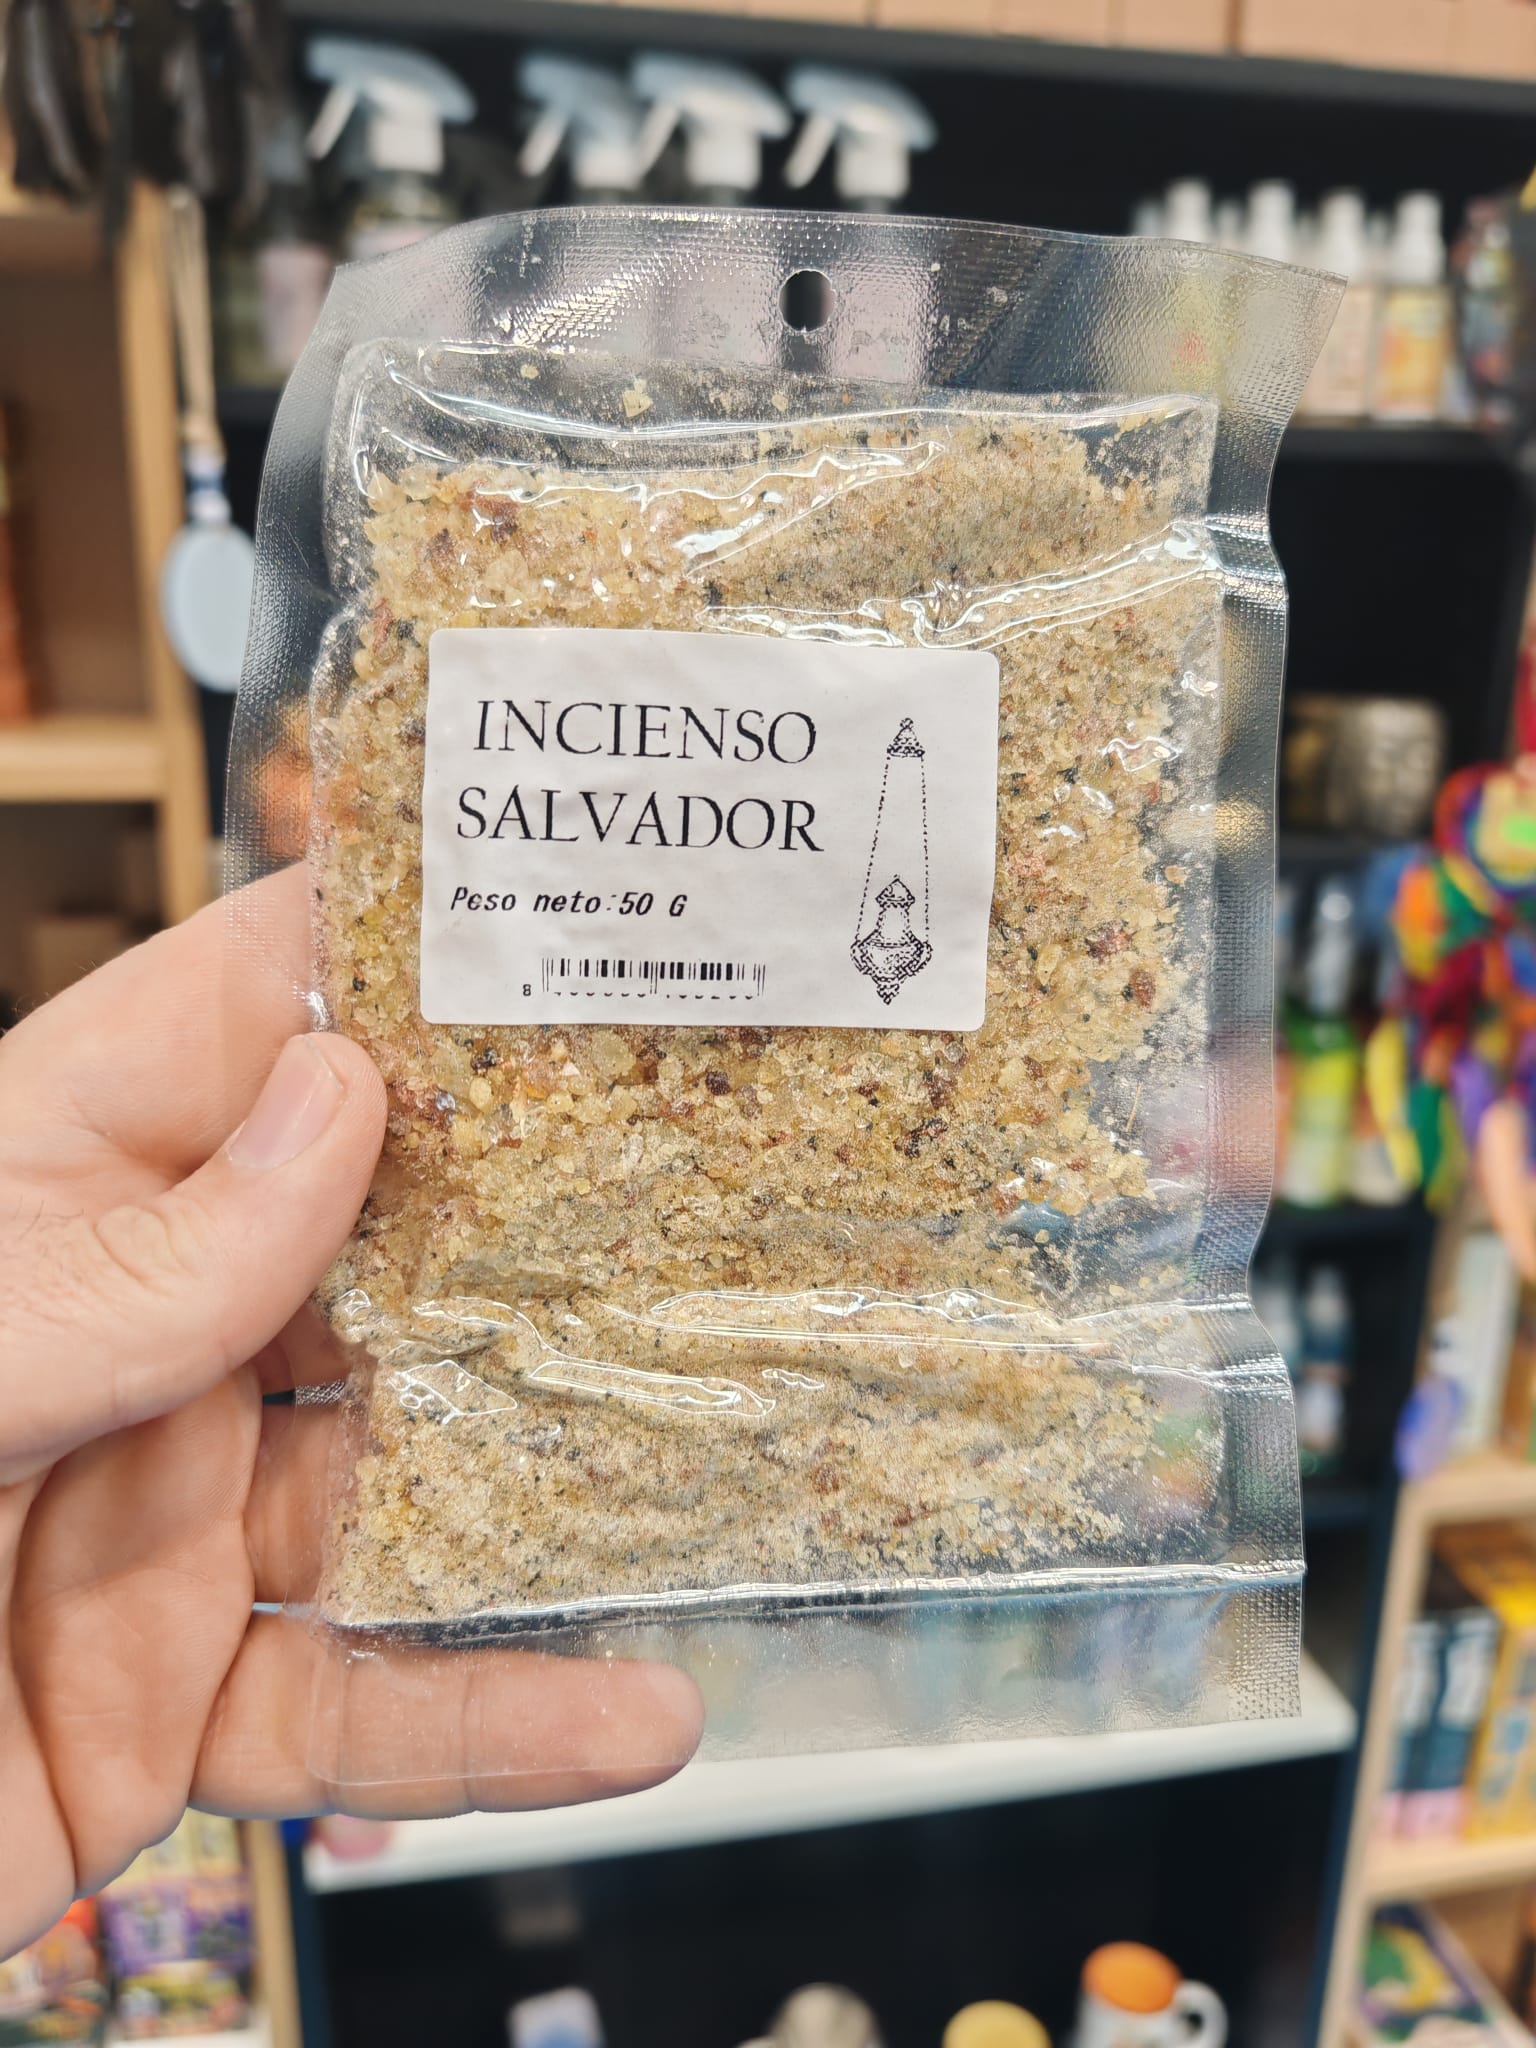 INCIENSO
SALVADOR
Peso neto:50 G
8